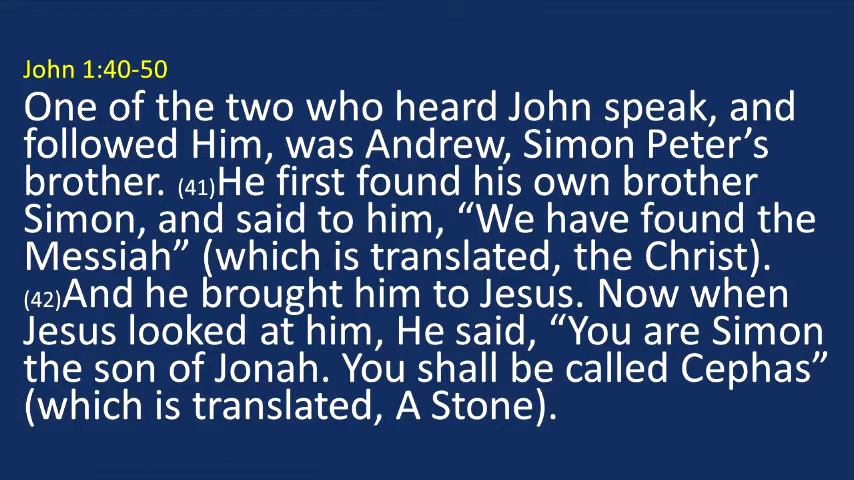 John 1:40-50
One of the two who heard John speak, and
followed Him, was Andrew, Simon Peter’s
brother. (41)He first found his own brother
Simon, and said to him, “We have found the
Messiah” (which is translated, the Christ).
(42)And he brought him to Jesus. Now when
Jesus looked at him, He said, “You are Simon
the son of Jonah. You shall be called Cephas”
(which is translated, A Stone).